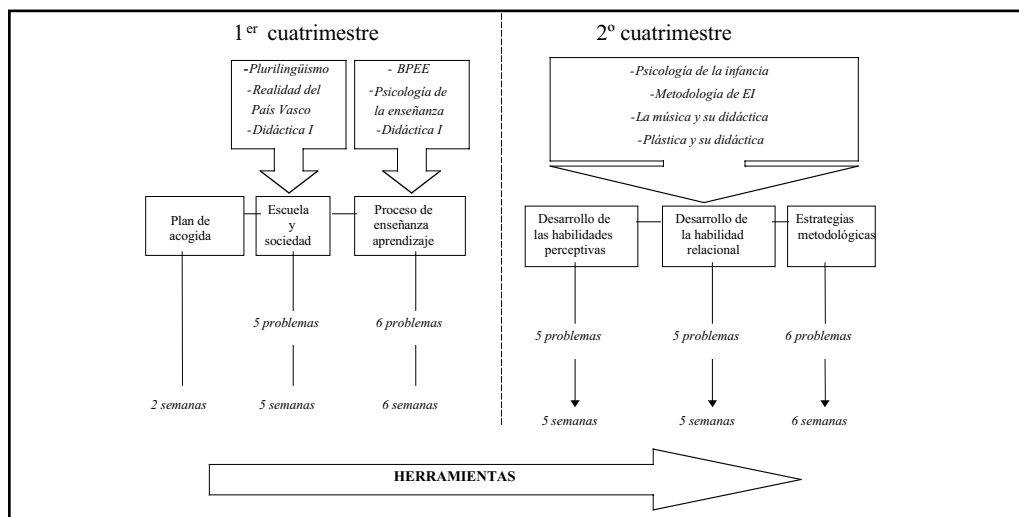 1er cuatrimestre
-Plurilingüismo
-Realidad del
País Vasco
-Didáctica I
- BPEE
-Psicología de
la enseñanza
-Didáctica I
Plan de
acogida
Escuela
y
sociedad
Proceso de
enseñanza
aprendizaje
5 problemas
6 problemas
2 semanas
5 semanas
6 semanas
2º cuatrimestre
-Psicología de la infancia
-Metodología de EI
-La música y su didáctica
-Plástica y su didáctica
Desarrollo de
las habilidades
perceptivas
Desarrollo de
la habilidad
relacional
Estrategias
metodológicas
5 problemas
5 problemas
6 problemas
5 semanas
5 semanas
6 semanas
HERRAMIENTAS